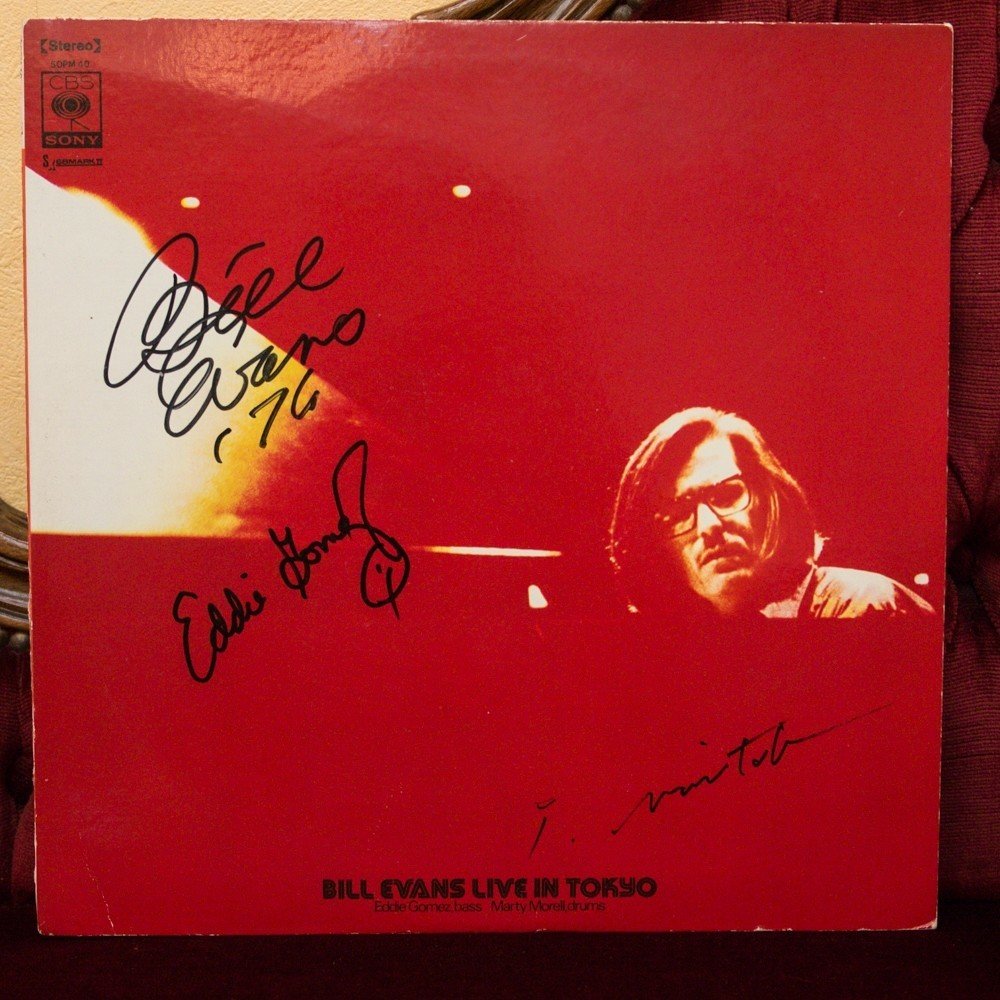 【Stereo】
SOPM 10
CBS
SONY
Bill
Evans
'76
Eddie Gomez
BILL EVANS LIVE IN TOKYO
Eddie Gomez, bass Marty Morell, drums